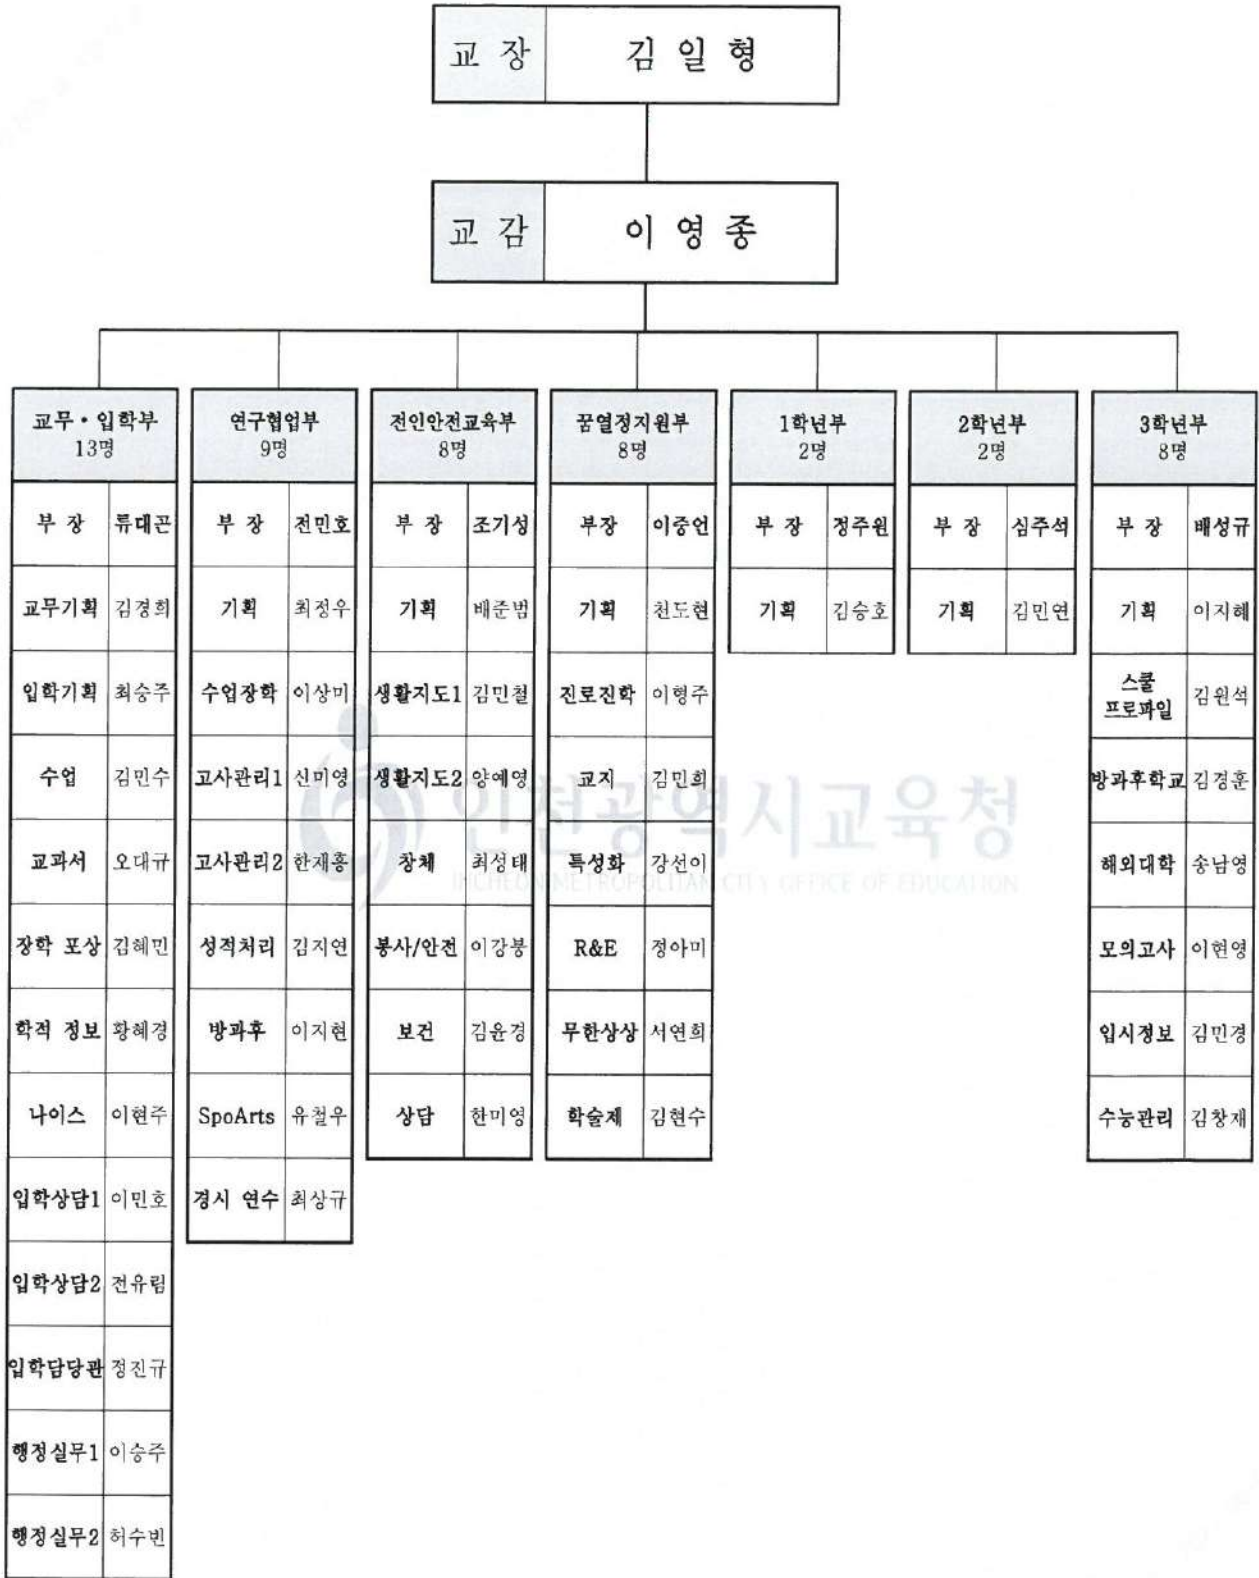 교 장 김 일 형
교 감 이 영 종
교무・입학부
13명
부 장 류대곤
교무기획 김경희
입학기획 최승주
수업 김민수
교과서 오대규
장학 포상 김혜민
학적 정보 황혜경
나이스 이현주
입학상담1 이민호
입학상담2 전유림
입학담당관 정진규
행정실무1 이승주
행정실무2 허수빈
연구협업부
9명
부 장 전민호
기획 최정우
수업장학 이상미
고사관리1 신미영
고사관리2 한재흥
성적처리 김지연
방과후 이지현
SpoArts 유철우
경시 연수 최상규
전인안전교육부
8명
부 장 조기성
기획 배준범
생활지도1 김민철
생활지도2 양예영
창체 최성태
봉사/안전 이강붕
보건 김윤경
상담 한미영
꿈열정지원부
8명
부장 이중언
기획 천도현
진로진학 이형주
교지 김민희
특성화 강선이
R&E 정아미
무한상상 서연희
학술제 김현수
1학년부
2명
부 장 정주원
기획 김승호
2학년부
2명
부 장 심주석
기획 김민연
3학년부
8명
부 장 배성규
기획 이지혜
스쿨
프로파일 김원석
방과후학교 김경훈
해외대학 송남영
모의고사 이현영
입시정보 김민경
수능관리 김창재
인천광역시교육청
INCHEON METROPOLITAN CITY OFFICE OF EDUCATION